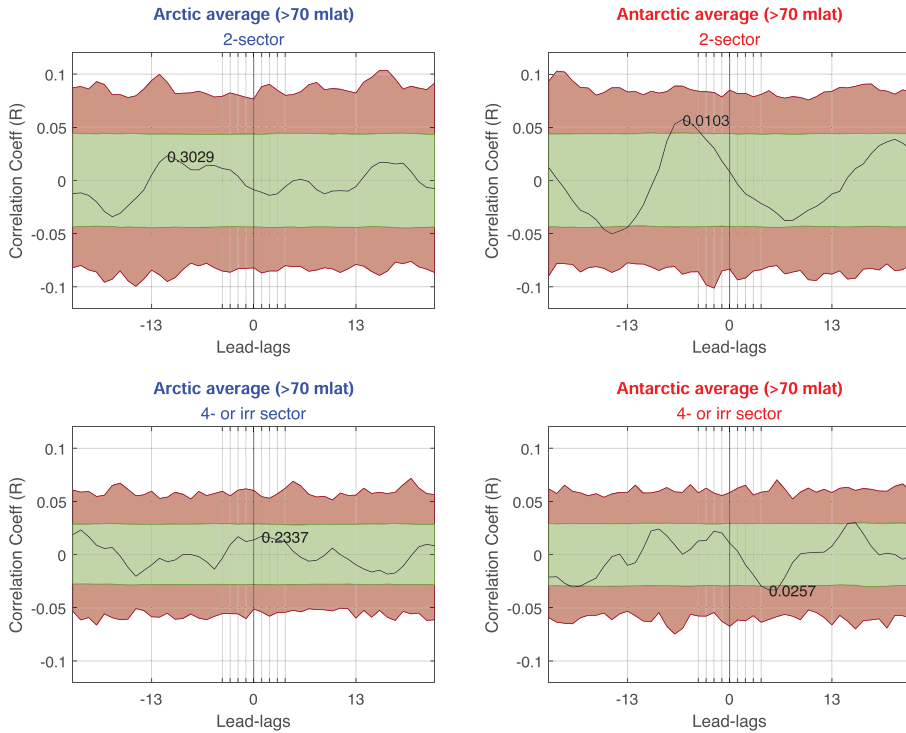 Arctic average (>70 mlat)
2-sector
0.1
0.05
0
-0.05
-0.1
Correlation Coeff (R)
0.3029
-13
0
13
Lead-lags
Antarctic average (>70 mlat)
2-sector
0.1
0.05
0
-0.05
-0.1
Correlation Coeff (R)
0.0103
-13
0
13
Lead-lags
Arctic average (>70 mlat)
4- or irr sector
0.1
0.05
0
-0.05
-0.1
Correlation Coeff (R)
0.2337
-13
0
13
Lead-lags
Antarctic average (>70 mlat)
4- or irr sector
0.1
0.05
0
-0.05
-0.1
Correlation Coeff (R)
0.0257
-13
0
13
Lead-lags